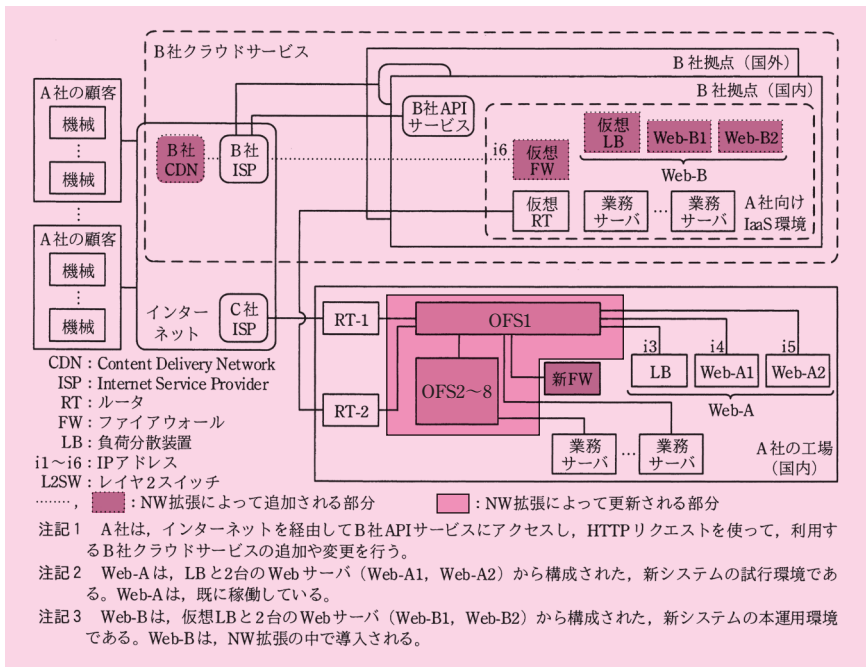 B社クラウドサービス
B社拠点（国外）
B社拠点（国内）
A社の顧客
機械
機械
B社API
サービス
仮想
LB
Web-B1
Web-B2
B社
CDN
B社
ISP
i6
仮想
FW
Web-B
仮想
RT
業務
サーバ
…
業務
サーバ
A社向け
IaaS環境
A社の顧客
機械
機械
インター
ネット
C社
ISP
RT-1
OFS1
i3
i4
i5
LB
Web-A1
Web-A2
OFS2～8
新FW
Web-A
RT-2
業務
サーバ
…
業務
サーバ
A社の工場
（国内）
CDN：Content Delivery Network
ISP：Internet Service Provider
RT：ルータ
FW：ファイアウォール
LB：負荷分散装置
i1～i6：IPアドレス
L2SW：レイヤ2スイッチ
………，　：NW拡張によって追加される部分
：NW拡張によって更新される部分
注記1　A社は，インターネットを経由してB社APIサービスにアクセスし，HTTPリクエストを使って，利用す
るB社クラウドサービスの追加や変更を行う。
注記2　Web-Aは，LBと2台のWebサーバ（Web-A1，Web-A2）から構成された，新システムの試行環境であ
る。Web-Aは，既に稼働している。
注記3　Web-Bは，仮想LBと2台のWebサーバ（Web-B1，Web-B2）から構成された，新システムの本運用環境
である。Web-Bは，NW拡張の中で導入される。